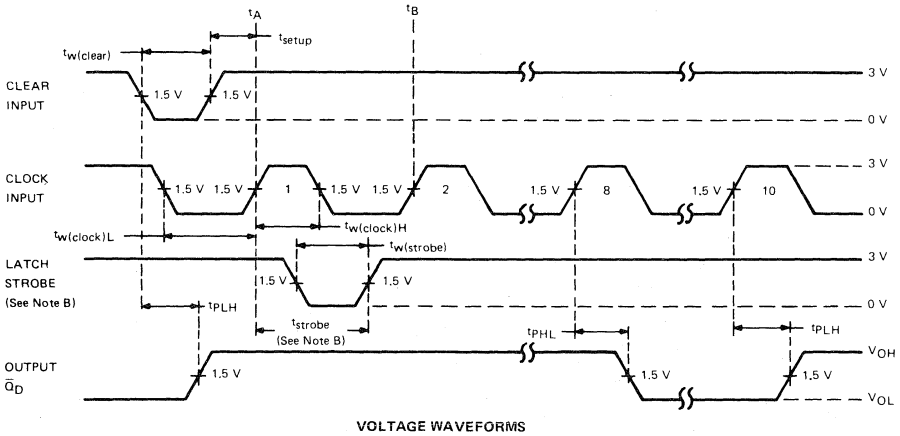 tA
tB
tsetup
tw(clear)
CLEAR
INPUT
1.5 V
1.5 V
3 V
0 V
CLOCK
INPUT
1.5 V
1.5 V
1
1.5 V
1.5 V
2
1.5 V
8
1.5 V
10
3 V
0 V
tw(clock)L
tw(clock)H
tw(strobe)
LATCH
STROBE
(See Note B)
1.5 V
1.5 V
3 V
0 V
tPLH
tstrobe
(See Note B)
tPHL
tPLH
OUTPUT
Q̅D
1.5 V
1.5 V
1.5 V
VOH
VOL
VOLTAGE WAVEFORMS